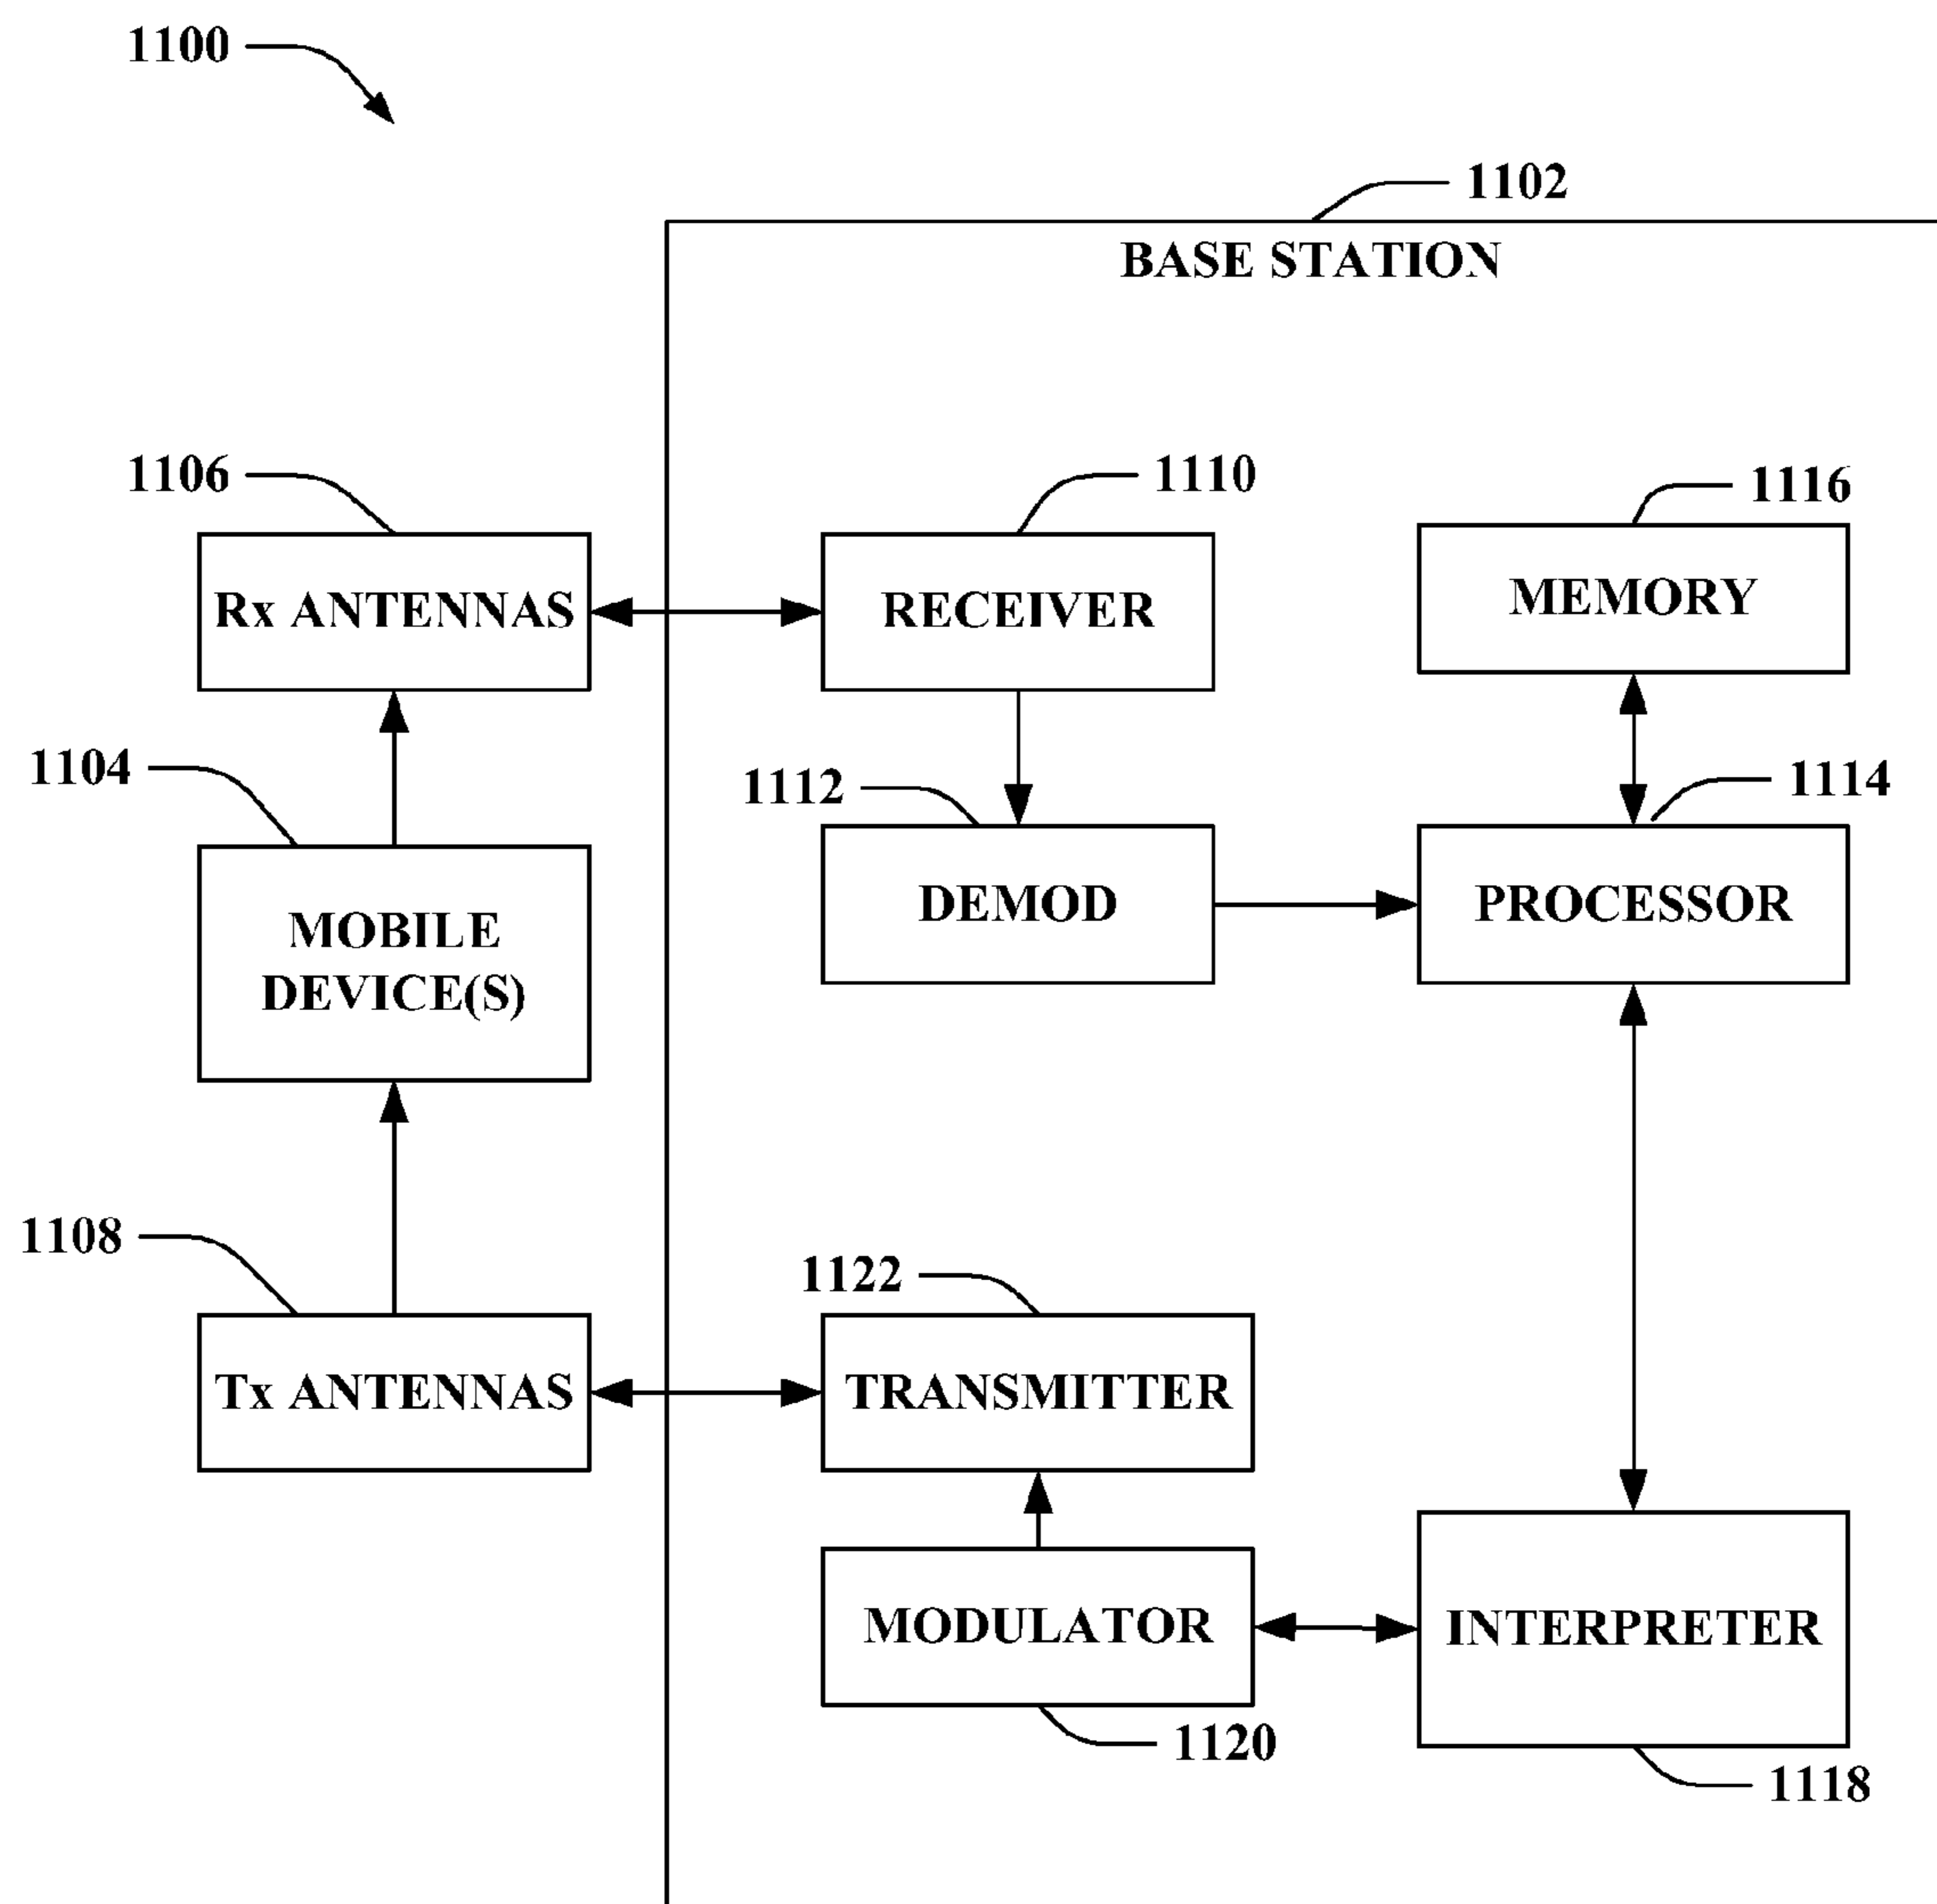 1100
1102
BASE STATION
1106
1110
1116
Rx ANTENNAS
RECEIVER
MEMORY
1104
1112
1114
MOBILE
DEVICE(S)
DEMOD
PROCESSOR
1108
1122
Tx ANTENNAS
TRANSMITTER
MODULATOR
INTERPRETER
1120
1118